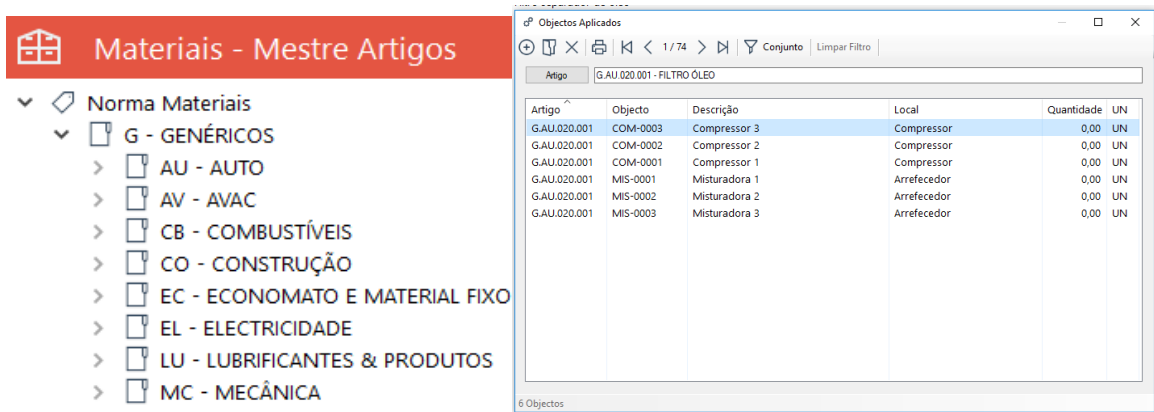 Materiais - Mestre Artigos
Norma Materiais
G - GENÉRICOS
AU - AUTO
AV - AVAC
CB - COMBUSTÍVEIS
CO - CONSTRUÇÃO
EC - ECONOMATO E MATERIAL FIXO
EL - ELECTRICIDADE
LU - LUBRIFICANTES & PRODUTOS
MC - MECÂNICA
Objectos Aplicados
1 / 74 Conjunto Limpar Filtro
Artigo G.AU.020.001 - FILTRO ÓLEO
Artigo Objecto Descrição Local Quantidade UN
G.AU.020.001 COM-0003 Compressor 3 Compressor 0,00 UN
G.AU.020.001 COM-0002 Compressor 2 Compressor 0,00 UN
G.AU.020.001 COM-0001 Compressor 1 Compressor 0,00 UN
G.AU.020.001 MIS-0001 Misturadora 1 Arrefecedor 0,00 UN
G.AU.020.001 MIS-0002 Misturadora 2 Arrefecedor 0,00 UN
G.AU.020.001 MIS-0003 Misturadora 3 Arrefecedor 0,00 UN
6 Objectos